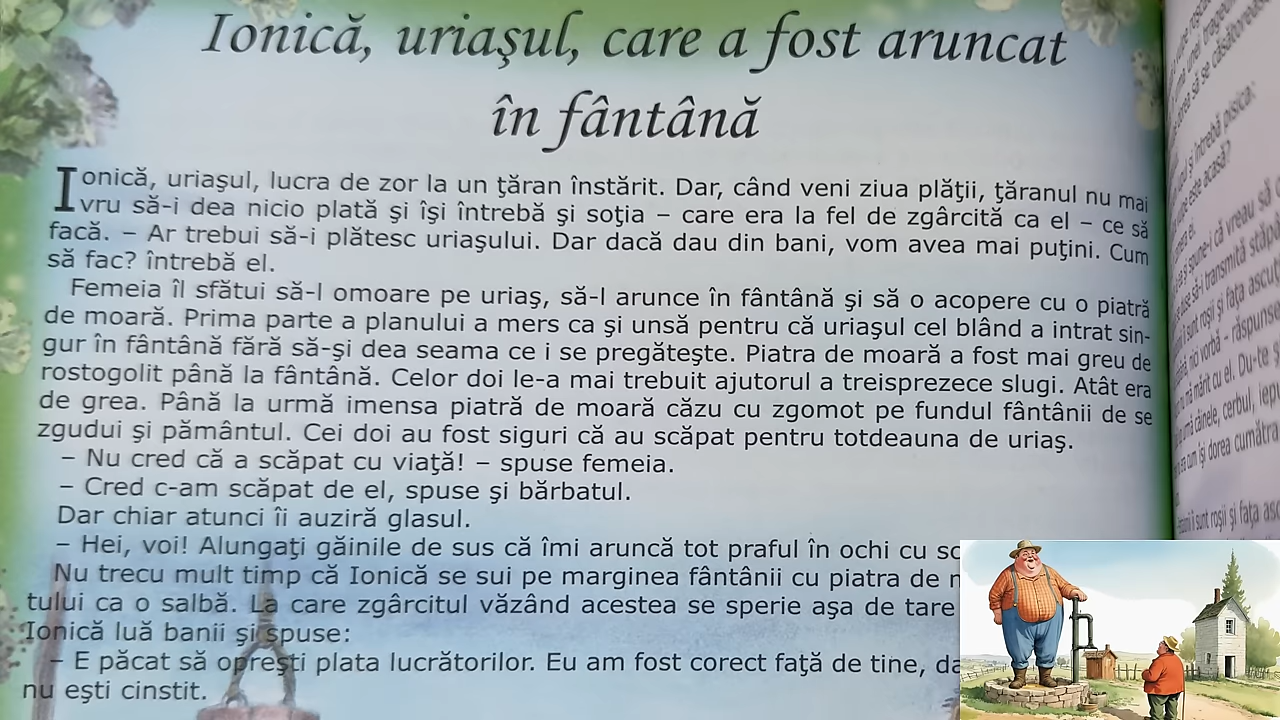 Ionică, uriaşul, care a fost aruncat
în fântână
Ionică, uriaşul, lucra de zor la un ţăran înstărit. Dar, când veni ziua plăţii, ţăranul nu mai
vru să-i dea nicio plată şi îşi întrebă şi soţia – care era la fel de zgârcită ca el – ce să
facă. – Ar trebui să-i plătesc uriaşului. Dar dacă dau din bani, vom avea mai puţini. Cum
să fac? întrebă el.
Femeia îl sfătui să-l omoare pe uriaş, să-l arunce în fântână şi să o acopere cu o piatră
de moară. Prima parte a planului a mers ca şi unsă pentru că uriaşul cel blând a intrat sin-
gur în fântână fără să-şi dea seama ce i se pregăteşte. Piatra de moară a fost mai greu de
rostogolit până la fântână. Celor doi le-a mai trebuit ajutorul a treisprezece slugi. Atât era
de grea. Până la urmă imensa piatră de moară căzu cu zgomot pe fundul fântânii de se
zgudui şi pământul. Cei doi au fost siguri că au scăpat pentru totdeauna de uriaş.
– Nu cred că a scăpat cu viaţă! – spuse femeia.
– Cred c-am scăpat de el, spuse şi bărbatul.
Dar chiar atunci îi auziră glasul.
– Hei, voi! Alungaţi găinile de sus că îmi aruncă tot praful în ochi cu
Nu trecu mult timp că Ionică se sui pe marginea fântânii cu piatra de
tului ca o salbă. La care zgârcitul văzând acestea se sperie aşa de tare
Ionică luă banii şi spuse:
– E păcat să opreşti plata lucrătorilor. Eu am fost corect faţă de tine,
nu eşti cinstit.